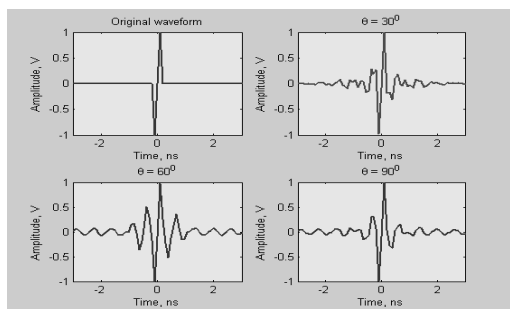 Original waveform
1
0.5
0
-0.5
-1
Amplitude, V
-2 0 2
Time, ns
θ = 30⁰
1
0.5
0
-0.5
-1
Amplitude, V
-2 0 2
Time, ns
θ = 60⁰
1
0.5
0
-0.5
-1
Amplitude, V
-2 0 2
Time, ns
θ = 90⁰
1
0.5
0
-0.5
-1
Amplitude, V
-2 0 2
Time, ns